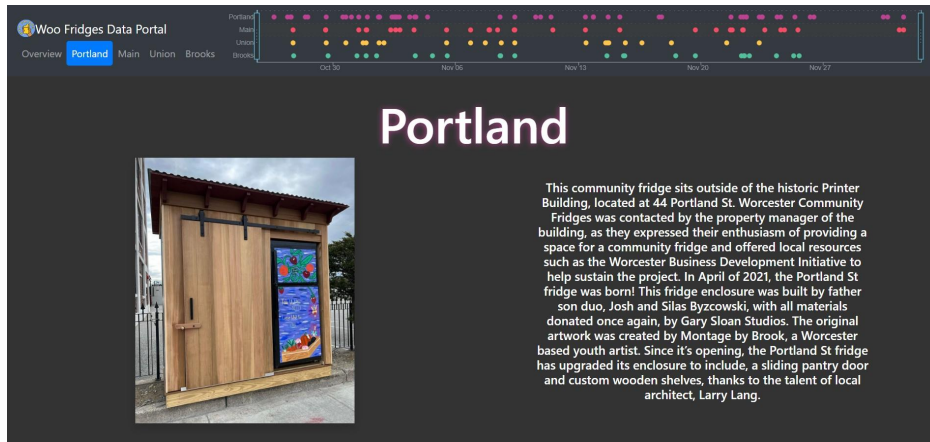 Woo Fridges Data Portal
Overview Portland Main Union Brooks
Portland
Main
Union
Brooks
Oct 30 Nov 06 Nov 13 Nov 20 Nov 27
Portland
This community fridge sits outside of the historic Printer
Building, located at 44 Portland St. Worcester Community
Fridges was contacted by the property manager of the
building, as they expressed their enthusiasm of providing a
space for a community fridge and offered local resources
such as the Worcester Business Development Initiative to
help sustain the project. In April of 2021, the Portland St
fridge was born! This fridge enclosure was built by father
son duo, Josh and Silas Byzcowski, with all materials
donated once again, by Gary Sloan Studios. The original
artwork was created by Montage by Brook, a Worcester
based youth artist. Since it's opening, the Portland St fridge
has upgraded its enclosure to include, a sliding pantry door
and custom wooden shelves, thanks to the talent of local
architect, Larry Lang.